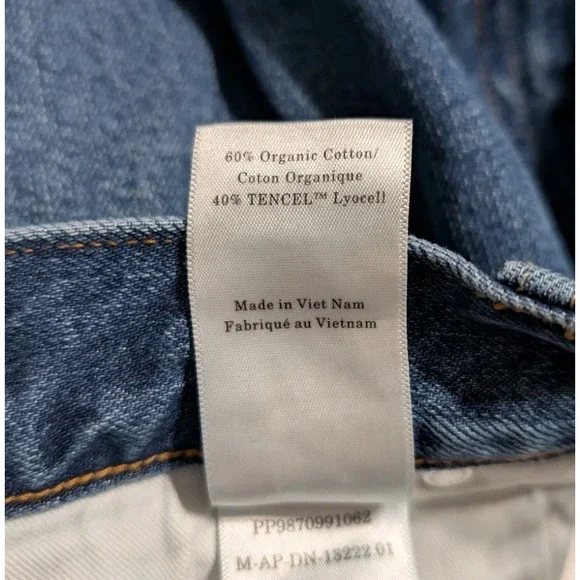 60% Organic Cotton/
Coton Organique
40% TENCEL™ Lyocell
Made in Viet Nam
Fabriqué au Vietnam
PP9870991062
M-AP-DN-13222 01